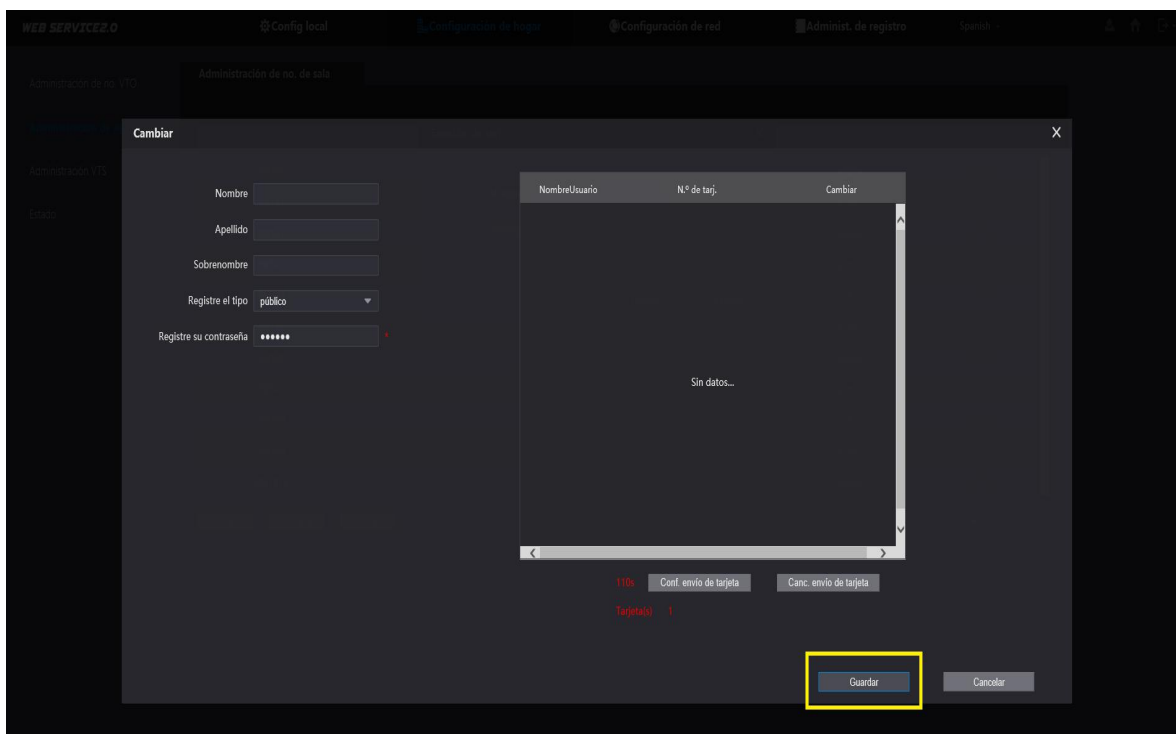 WEB SERVICE2.0 Config local Configuración de hogar Configuración de red Administ. de registro Spanish
Administración de no. de sala
Administración de no. VTO
Cambiar X
Administración VTS
Estado
Nombre
Apellido
Sobrenombre
Registre el tipo público
Registre su contraseña •••••• *
NombreUsuario N.º de tarj. Cambiar
Sin datos...
110s Conf. envío de tarjeta Canc. envío de tarjeta
Tarjeta(s) 1
Guardar Cancelar